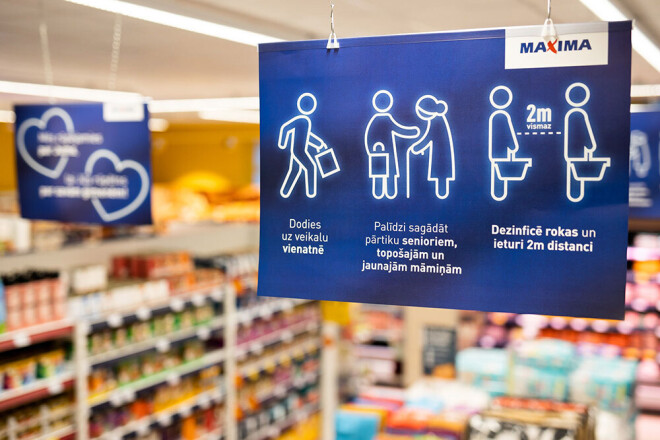 MAXIMA
2m
vismaz
Dodies
uz veikalu
vienatnē
Palīdzi sagādāt
pārtiku senioriem,
topošajām un
jaunajām māmiņām
Dezinficē rokas un
ieturi 2m distanci